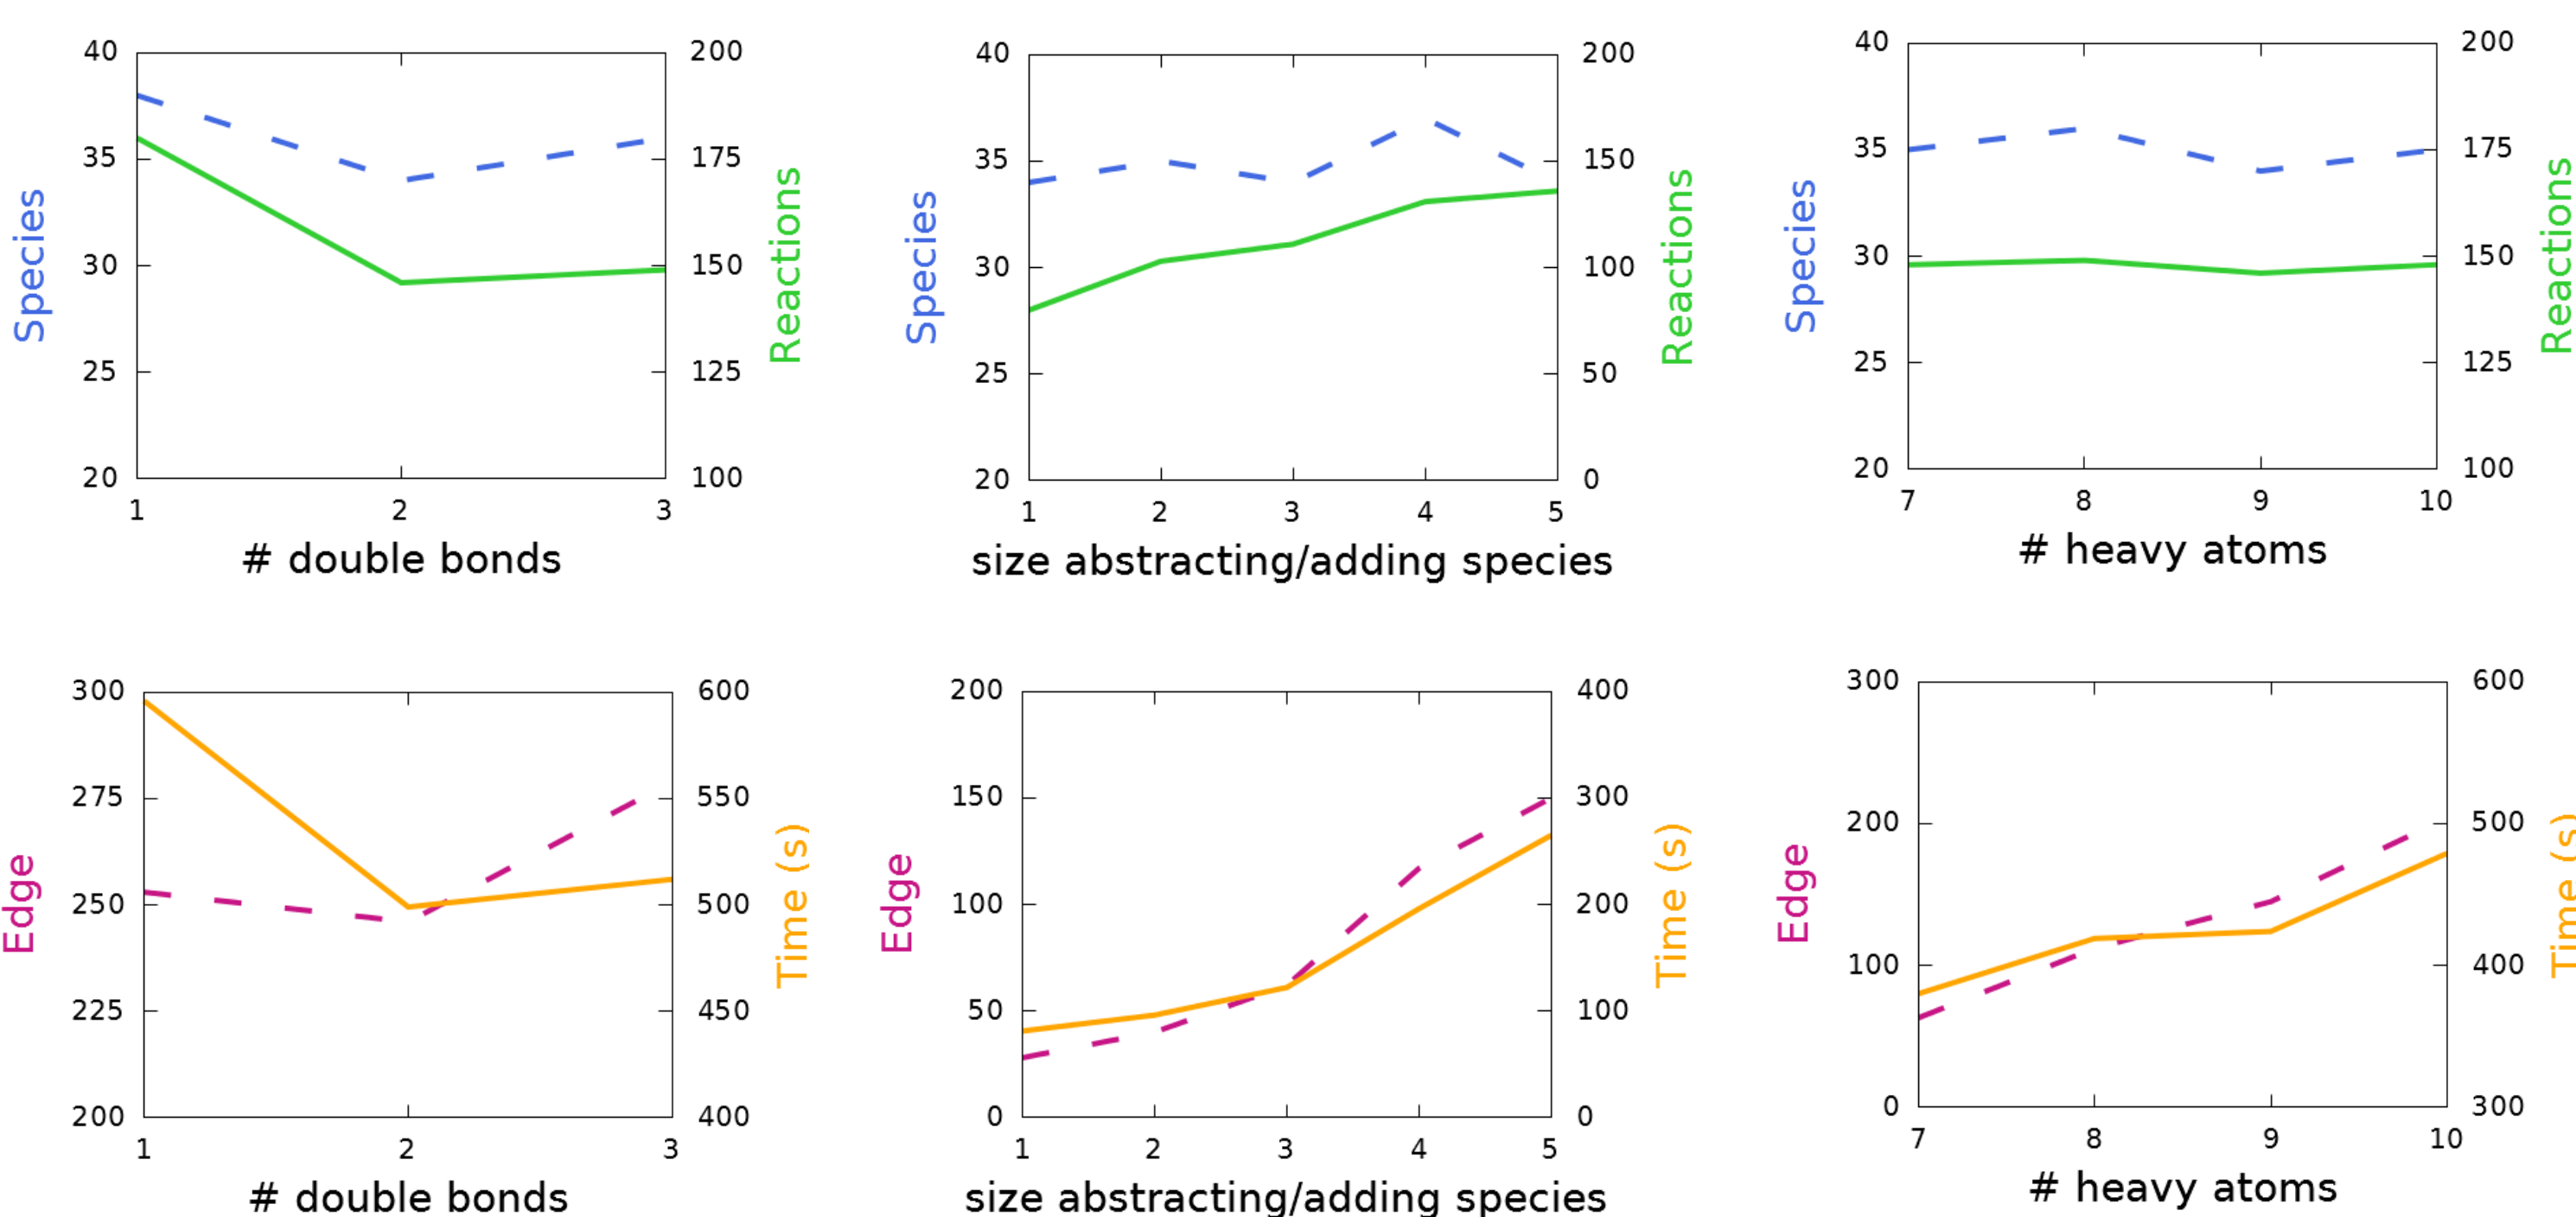 40
35
30
25
20
Species
200
175
150
125
100
Reactions
1 2 3
# double bonds
40
35
30
25
20
Species
200
150
100
50
0
Reactions
1 2 3 4 5
size abstracting/adding species
40
35
30
25
20
Species
200
175
150
125
100
Reactions
7 8 9 10
# heavy atoms
300
275
250
225
200
Edge
600
550
500
450
400
Time (s)
1 2 3
# double bonds
200
150
100
50
0
Edge
400
300
200
100
0
Time (s)
1 2 3 4 5
size abstracting/adding species
300
200
100
0
Edge
600
500
400
300
Time (s)
7 8 9 10
# heavy atoms